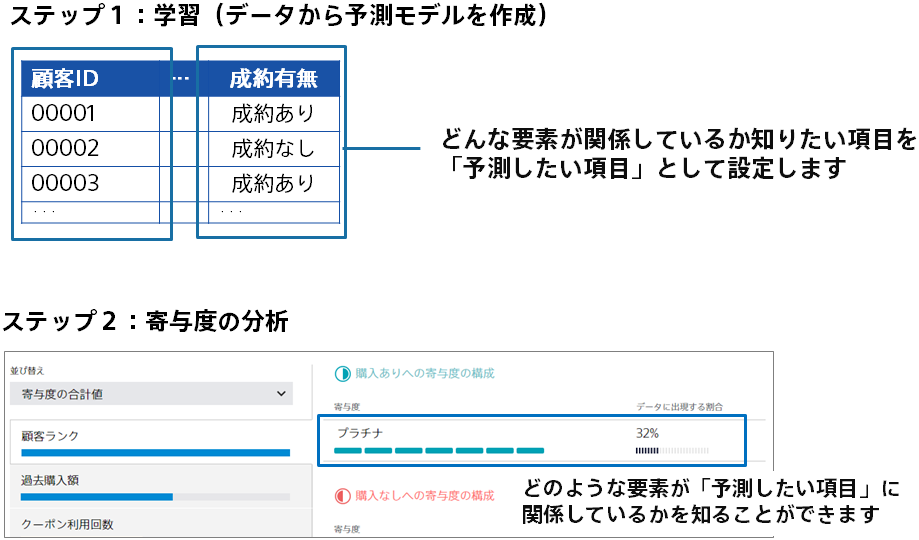 ステップ1：学習（データから予測モデルを作成）
顧客ID … 成約有無
00001 成約あり
00002 成約なし
00003 成約あり
... ...
どんな要素が関係しているか知りたい項目を
「予測したい項目」として設定します
ステップ2：寄与度の分析
並び替え
寄与度の合計値
顧客ランク
過去購入額
クーポン利用回数
購入ありへの寄与度の構成
寄与度 データに出現する割合
プラチナ 32%
購入なしへの寄与度の構成
寄与度
どのような要素が「予測したい項目」に
関係しているかを知ることができます